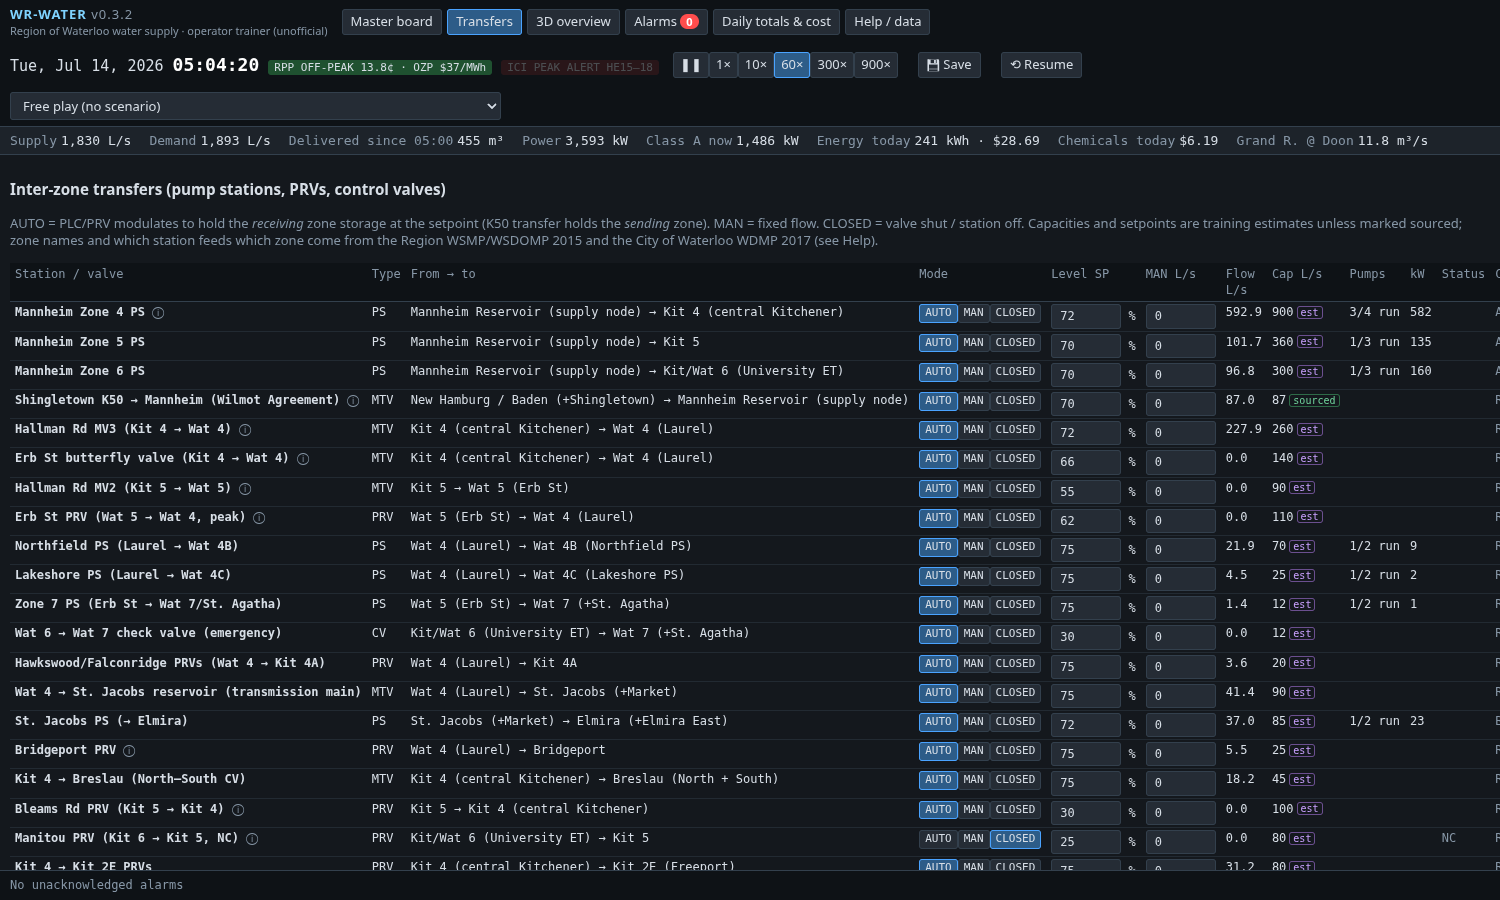 WR-WATER v0.3.2
Region of Waterloo water supply · operator trainer (unofficial)
Master board Transfers 3D overview Alarms 0 Daily totals & cost Help / data
Tue, Jul 14, 2026 05:04:20 RPP OFF-PEAK 13.8¢ · OZP $37/MWh ICI PEAK ALERT HE15–18 ❚❚ 1× 10× 60× 300× 900× 💾 Save ⟲ Resume
Free play (no scenario)
Supply 1,830 L/s Demand 1,893 L/s Delivered since 05:00 455 m³ Power 3,593 kW Class A now 1,486 kW Energy today 241 kWh · $28.69 Chemicals today $6.19 Grand R. @ Doon 11.8 m³/s
Inter-zone transfers (pump stations, PRVs, control valves)
AUTO = PLC/PRV modulates to hold the receiving zone storage at the setpoint (K50 transfer holds the sending zone). MAN = fixed flow. CLOSED = valve shut / station off. Capacities and setpoints are training estimates unless marked sourced;
zone names and which station feeds which zone come from the Region WSMP/WSDOMP 2015 and the City of Waterloo WDMP 2017 (see Help).
Station / valve Type From → to Mode Level SP MAN L/s Flow L/s Cap L/s Pumps kW Status
Mannheim Zone 4 PS ⓘ PS Mannheim Reservoir (supply node) → Kit 4 (central Kitchener) AUTO MAN CLOSED 72 % 0 592.9 900 est 3/4 run 582
Mannheim Zone 5 PS PS Mannheim Reservoir (supply node) → Kit 5 AUTO MAN CLOSED 70 % 0 101.7 360 est 1/3 run 135
Mannheim Zone 6 PS PS Mannheim Reservoir (supply node) → Kit/Wat 6 (University ET) AUTO MAN CLOSED 70 % 0 96.8 300 est 1/3 run 160
Shingletown K50 → Mannheim (Wilmot Agreement) ⓘ MTV New Hamburg / Baden (+Shingletown) → Mannheim Reservoir (supply node) AUTO MAN CLOSED 70 % 0 87.0 87 sourced
Hallman Rd MV3 (Kit 4 → Wat 4) ⓘ MTV Kit 4 (central Kitchener) → Wat 4 (Laurel) AUTO MAN CLOSED 72 % 0 227.9 260 est
Erb St butterfly valve (Kit 4 → Wat 4) ⓘ MTV Kit 4 (central Kitchener) → Wat 4 (Laurel) AUTO MAN CLOSED 66 % 0 0.0 140 est
Hallman Rd MV2 (Kit 5 → Wat 5) ⓘ MTV Kit 5 → Wat 5 (Erb St) AUTO MAN CLOSED 55 % 0 0.0 90 est
Erb St PRV (Wat 5 → Wat 4, peak) ⓘ PRV Wat 5 (Erb St) → Wat 4 (Laurel) AUTO MAN CLOSED 62 % 0 0.0 110 est
Northfield PS (Laurel → Wat 4B) PS Wat 4 (Laurel) → Wat 4B (Northfield PS) AUTO MAN CLOSED 75 % 0 21.9 70 est 1/2 run 9
Lakeshore PS (Laurel → Wat 4C) PS Wat 4 (Laurel) → Wat 4C (Lakeshore PS) AUTO MAN CLOSED 75 % 0 4.5 25 est 1/2 run 2
Zone 7 PS (Erb St → Wat 7/St. Agatha) PS Wat 5 (Erb St) → Wat 7 (+St. Agatha) AUTO MAN CLOSED 75 % 0 1.4 12 est 1/2 run 1
Wat 6 → Wat 7 check valve (emergency) CV Kit/Wat 6 (University ET) → Wat 7 (+St. Agatha) AUTO MAN CLOSED 30 % 0 0.0 12 est
Hawkswood/Falconridge PRVs (Wat 4 → Kit 4A) PRV Wat 4 (Laurel) → Kit 4A AUTO MAN CLOSED 75 % 0 3.6 20 est
Wat 4 → St. Jacobs reservoir (transmission main) MTV Wat 4 (Laurel) → St. Jacobs (+Market) AUTO MAN CLOSED 75 % 0 41.4 90 est
St. Jacobs PS (→ Elmira) PS St. Jacobs (+Market) → Elmira (+Elmira East) AUTO MAN CLOSED 72 % 0 37.0 85 est 1/2 run 23
Bridgeport PRV ⓘ PRV Wat 4 (Laurel) → Bridgeport AUTO MAN CLOSED 75 % 0 5.5 25 est
Kit 4 → Breslau (North–South CV) MTV Kit 4 (central Kitchener) → Breslau (North + South) AUTO MAN CLOSED 75 % 0 18.2 45 est
Bleams Rd PRV (Kit 5 → Kit 4) ⓘ PRV Kit 5 → Kit 4 (central Kitchener) AUTO MAN CLOSED 30 % 0 0.0 100 est
Manitou PRV (Kit 6 → Kit 5, NC) ⓘ PRV Kit/Wat 6 (University ET) → Kit 5 AUTO MAN CLOSED 25 % 0 0.0 80 est NC
Kit 4 → Kit 2E PRVs PRV Kit 4 (central Kitchener) → Kit 2E (Freeport) AUTO MAN CLOSED 75 % 0 31.2 80 est
No unacknowledged alarms